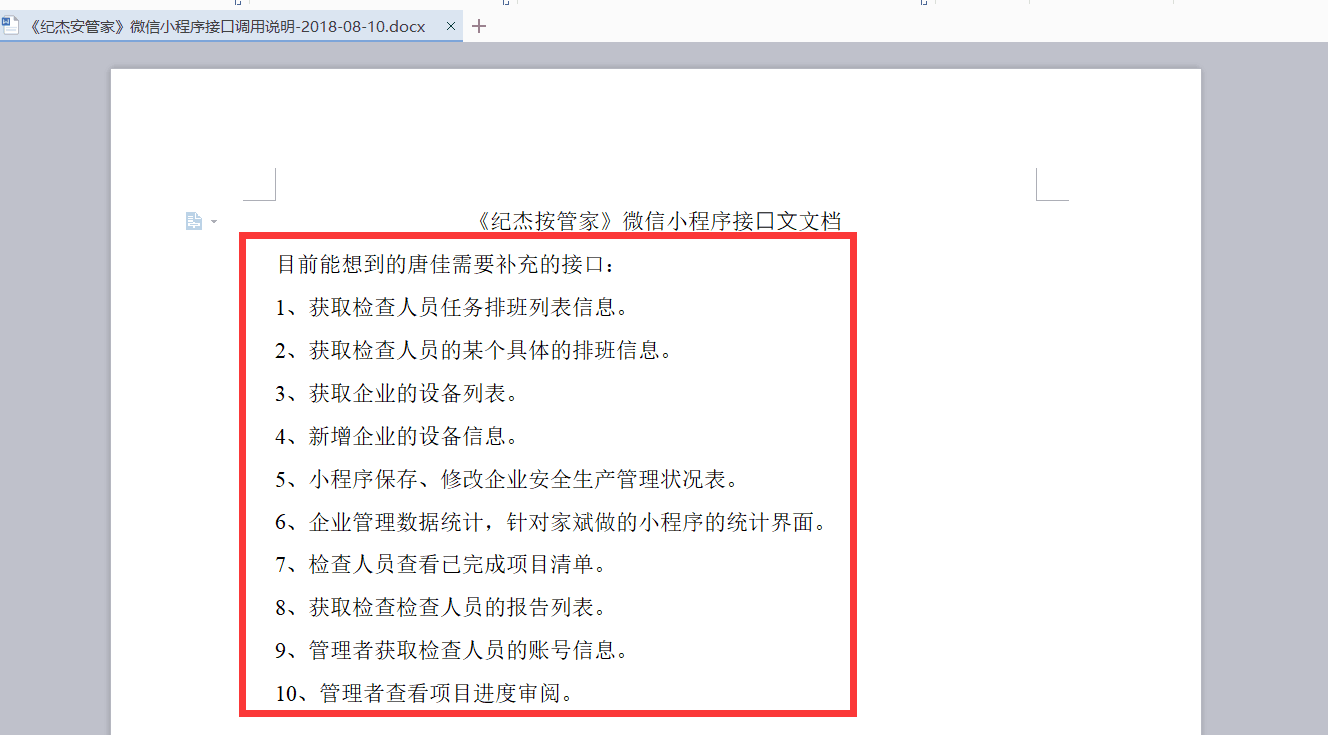 《纪杰安管家》微信小程序接口调用说明-2018-08-10.docx
《纪杰按管家》微信小程序接口文文档
目前能想到的唐佳需要补充的接口：
1、获取检查人员任务排班列表信息。
2、获取检查人员的某个具体的排班信息。
3、获取企业的设备列表。
4、新增企业的设备信息。
5、小程序保存、修改企业安全生产管理状况表。
6、企业管理数据统计，针对家斌做的小程序的统计界面。
7、检查人员查看已完成项目清单。
8、获取检查检查人员的报告列表。
9、管理者获取检查人员的账号信息。
10、管理者查看项目进度审阅。